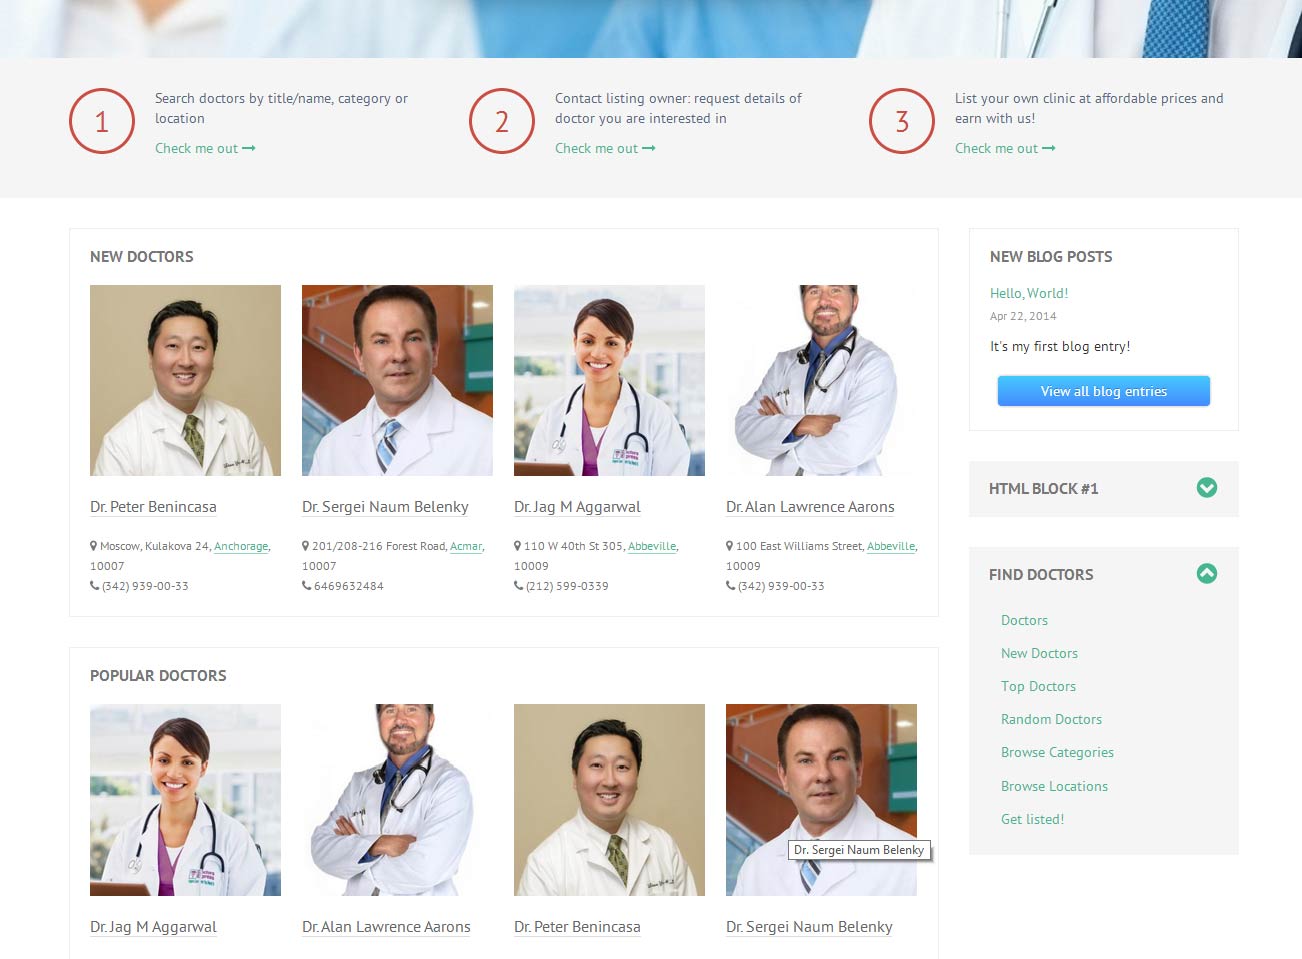 1
Search doctors by title/name, category or
location
Check me out
2
Contact listing owner: request details of
doctor you are interested in
Check me out
3
List your own clinic at affordable prices and
earn with us!
Check me out
NEW DOCTORS
Dr. Peter Benincasa
Moscow, Kulakova 24, Anchorage,
10007
(342) 939-00-33
Dr. Sergei Naum Belenky
201/208-216 Forest Road, Acmar,
10007
6469632484
Dr. Jag M Aggarwal
110 W 40th St 305, Abbeville,
10009
(212) 599-0339
Dr. Alan Lawrence Aarons
100 East Williams Street, Abbeville,
10009
(342) 939-00-33
POPULAR DOCTORS
Dr. Jag M Aggarwal
Dr. Alan Lawrence Aarons
Dr. Peter Benincasa
Dr. Sergei Naum Belenky
Dr. Sergei Naum Belenky
NEW BLOG POSTS
Hello, World!
Apr 22, 2014
It's my first blog entry!
View all blog entries
HTML BLOCK #1
FIND DOCTORS
Doctors
New Doctors
Top Doctors
Random Doctors
Browse Categories
Browse Locations
Get listed!